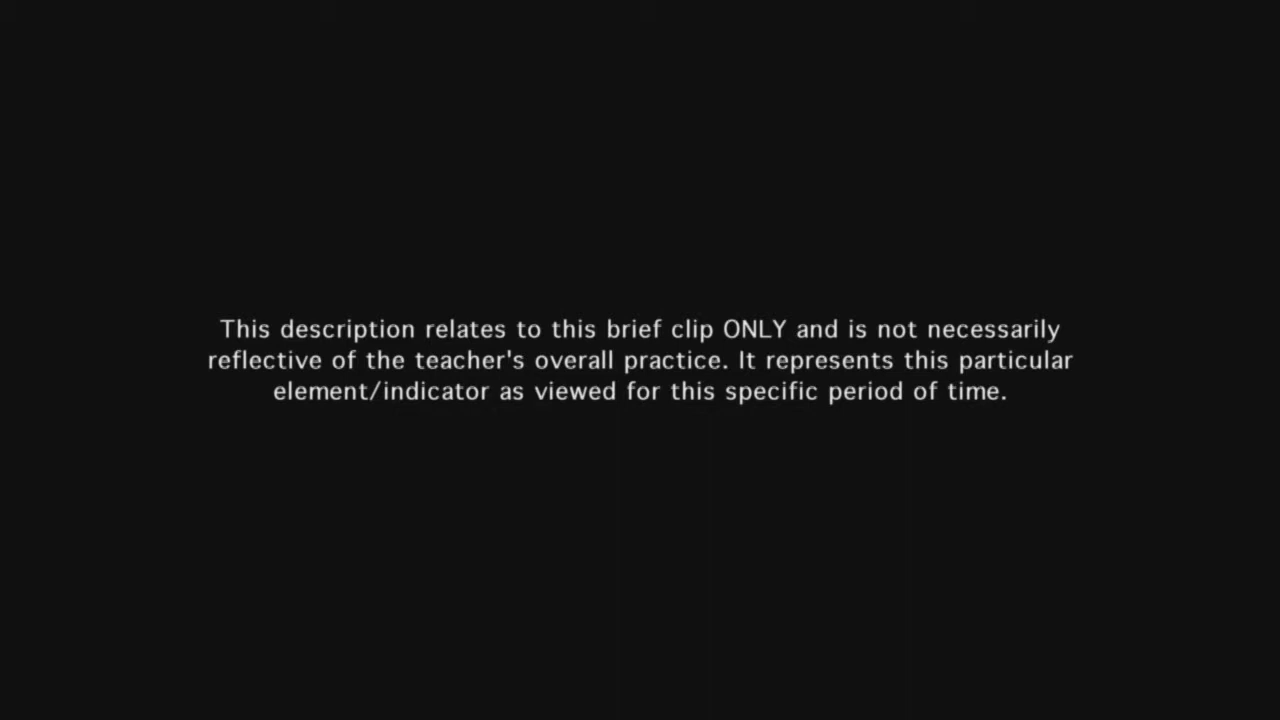 This description relates to this brief clip ONLY and is not necessarily
reflective of the teacher's overall practice. It represents this particular
element/indicator as viewed for this specific period of time.